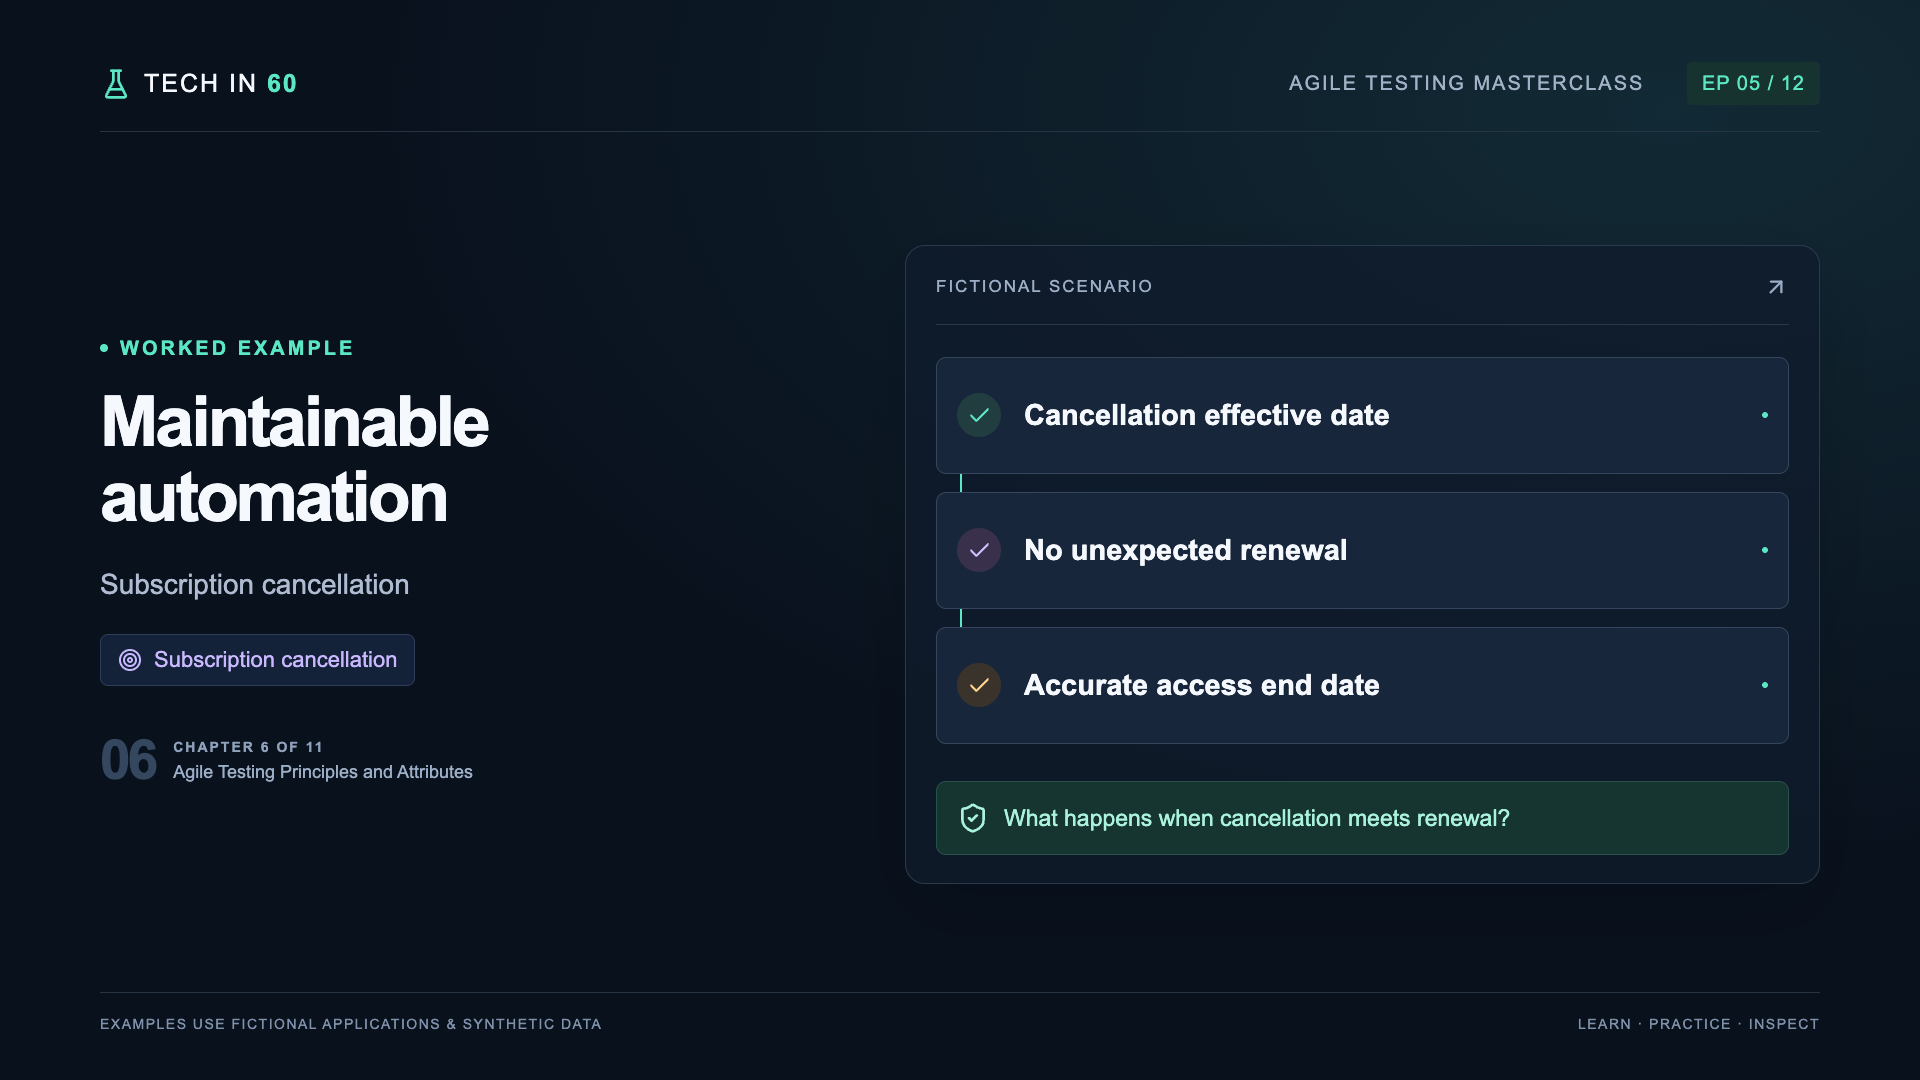 TECH IN 60
AGILE TESTING MASTERCLASS
EP 05 / 12
WORKED EXAMPLE
Maintainable
automation
Subscription cancellation
Subscription cancellation
06
CHAPTER 6 OF 11
Agile Testing Principles and Attributes
FICTIONAL SCENARIO
Cancellation effective date
No unexpected renewal
Accurate access end date
What happens when cancellation meets renewal?
EXAMPLES USE FICTIONAL APPLICATIONS & SYNTHETIC DATA
LEARN · PRACTICE · INSPECT